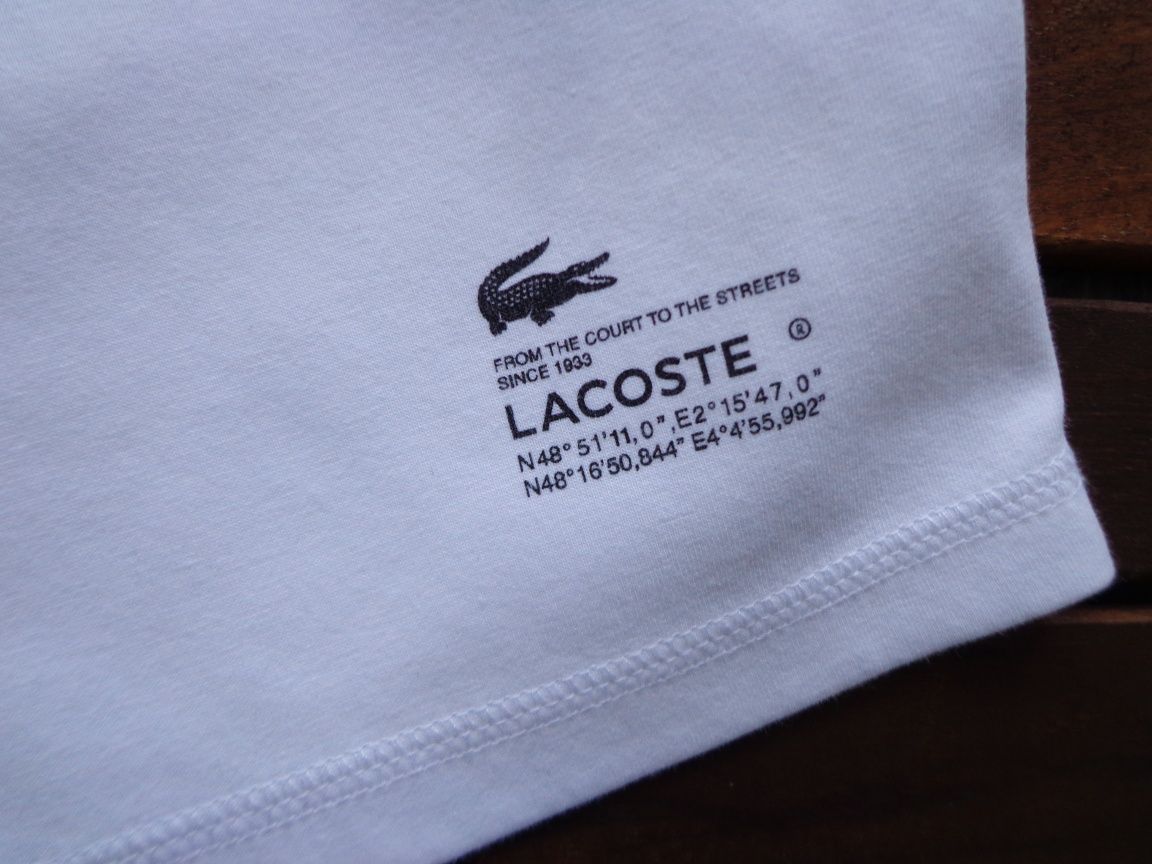 FROM THE COURT TO THE STREETS
SINCE 1933
LACOSTE ®
N48°51'11,0",E2°15'47,0"
N48°16'50,844" E4°4'55,992"